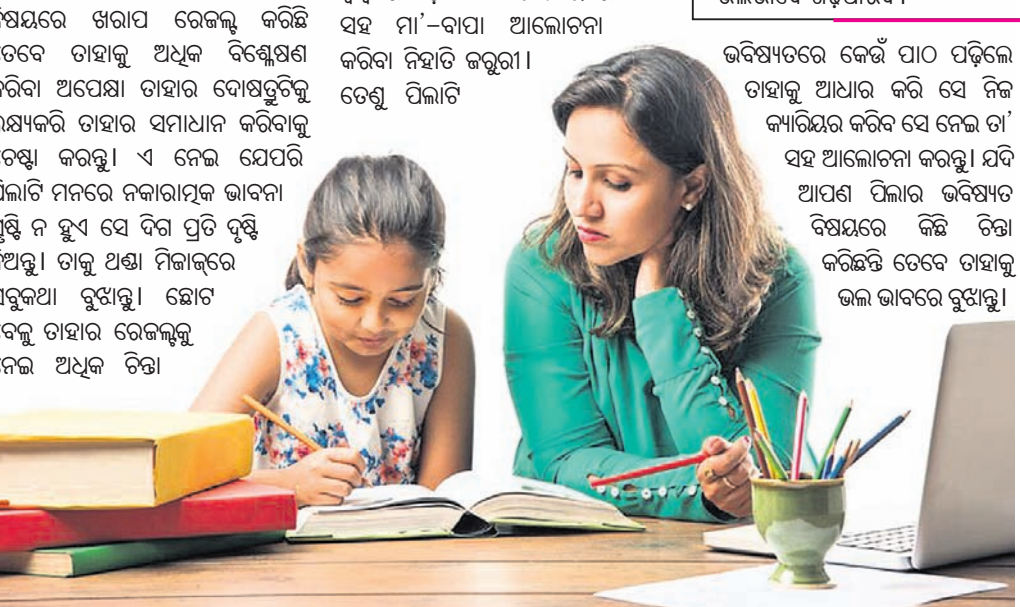 ବିଷୟରେ ଖରାପ ରେଜଲ୍ଟ କରିଛି
ତେବେ ତାହାକୁ ଅଧିକ ବିଶ୍ଳେଷଣ
କରିବା ଅପେକ୍ଷା ତାହାର ଦୋଷତ୍ରୁଟିକୁ
ଲକ୍ଷ୍ୟକରି ତାହାର ସମାଧାନ କରିବାକୁ
ଚେଷ୍ଟା କରନ୍ତୁ। ଏ ନେଇ ଯେପରି
ପିଲାଟି ମନରେ ନକାରାତ୍ମକ ଭାବନା
ସୃଷ୍ଟି ନ ହୁଏ ସେ ଦିଗ ପ୍ରତି ଦୃଷ୍ଟି
ଦିଅନ୍ତୁ। ତାକୁ ଥଣ୍ଡା ମିଜାଜ୍‌ରେ
ସବୁକଥା ବୁଝାନ୍ତୁ। ଛୋଟ
ବେଳୁ ତାହାର ରେଜଲ୍ଟକୁ
ନେଇ ଅଧିକ ଚିନ୍ତା
ସହ ମା’-ବାପା ଆଲୋଚନା
କରିବା ନିହାତି ଜରୁରୀ।
ତେଣୁ ପିଲାଟି
ଭବିଷ୍ୟତରେ କେଉଁ ପାଠ ପଢ଼ିଲେ
ତାହାକୁ ଆଧାର କରି ସେ ନିଜ
କ୍ୟାରିୟର କରିବ ସେ ନେଇ ତା’
ସହ ଆଲୋଚନା କରନ୍ତୁ। ଯଦି
ଆପଣ ପିଲାର ଭବିଷ୍ୟତ
ବିଷୟରେ କିଛି ଚିନ୍ତା
କରିଛନ୍ତି ତେବେ ତାହାକୁ
ଭଲ ଭାବରେ ବୁଝାନ୍ତୁ।